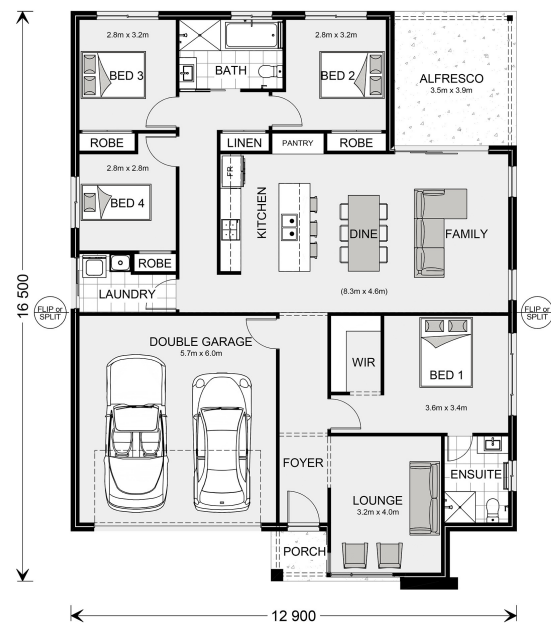 2.8m x 3.2m
BED 3
BATH
2.8m x 3.2m
BED 2
ALFRESCO
3.5m x 3.9m
ROBE
LINEN
PANTRY
ROBE
2.8m x 2.8m
BED 4
FR
KITCHEN
DINE
FAMILY
ROBE
LAUNDRY
(8.3m x 4.6m)
16 500
FLIP or
SPLIT
FLIP or
SPLIT
DOUBLE GARAGE
5.7m x 6.0m
WIR
BED 1
3.6m x 3.4m
FOYER
ENSUITE
LOUNGE
3.2m x 4.0m
PORCH
12 900